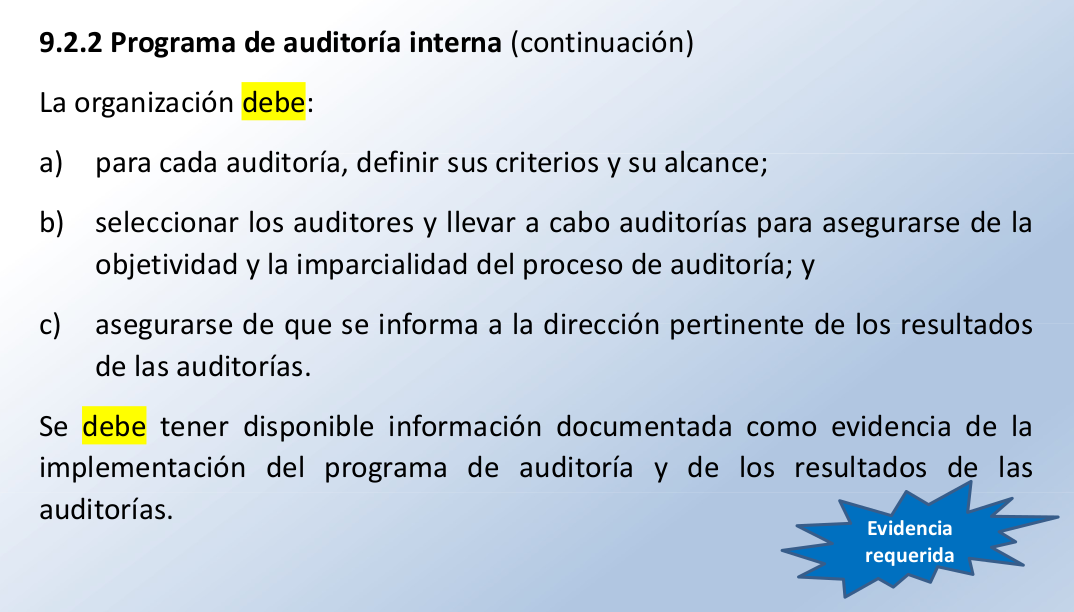 9.2.2 Programa de auditoría interna (continuación)
La organización debe:
a) para cada auditoría, definir sus criterios y su alcance;
b) seleccionar los auditores y llevar a cabo auditorías para asegurarse de la
objetividad y la imparcialidad del proceso de auditoría; y
c) asegurarse de que se informa a la dirección pertinente de los resultados
de las auditorías.
Se debe tener disponible información documentada como evidencia de la
implementación del programa de auditoría y de los resultados de las
auditorías.
Evidencia
requerida